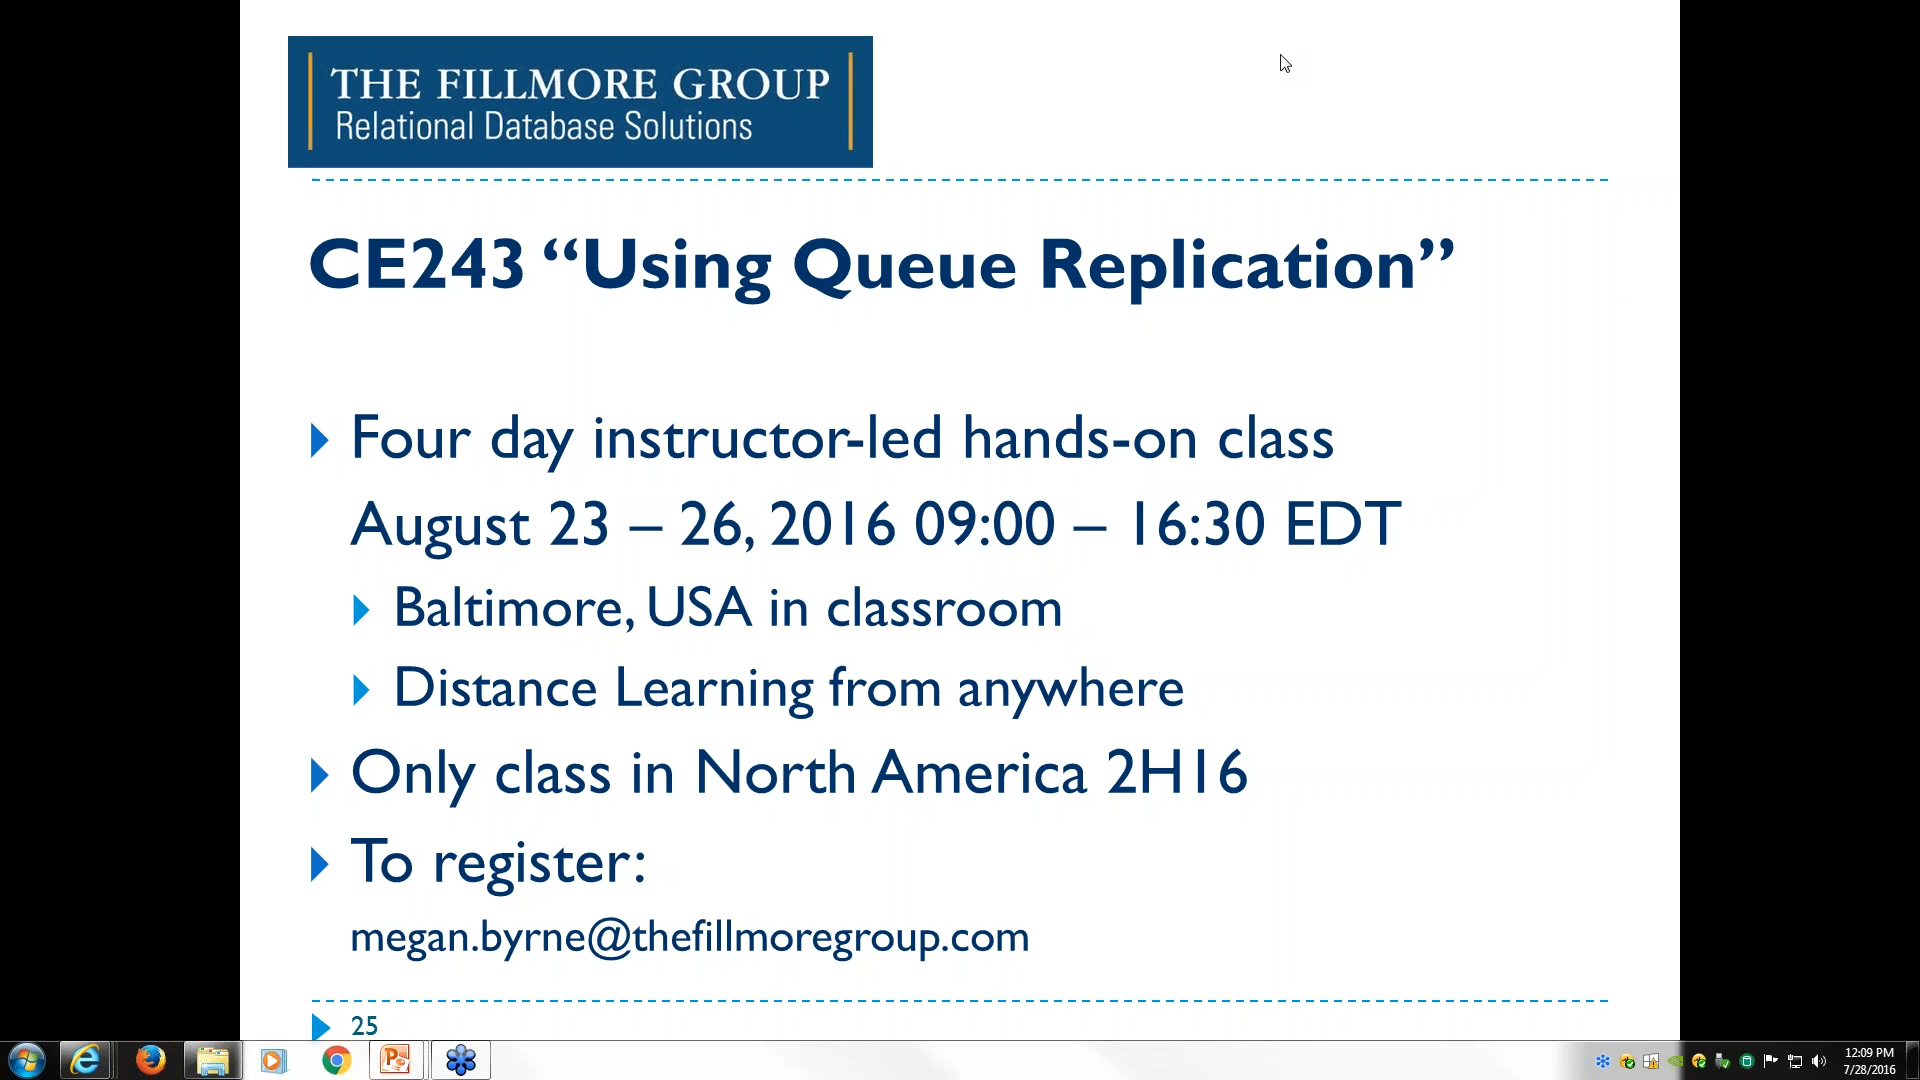 THE FILLMORE GROUP
Relational Database Solutions
CE243 “Using Queue Replication”
Four day instructor-led hands-on class
August 23 – 26, 2016 09:00 – 16:30 EDT
Baltimore, USA in classroom
Distance Learning from anywhere
Only class in North America 2H16
To register:
megan.byrne@thefillmoregroup.com
25
12:09 PM
7/28/2016